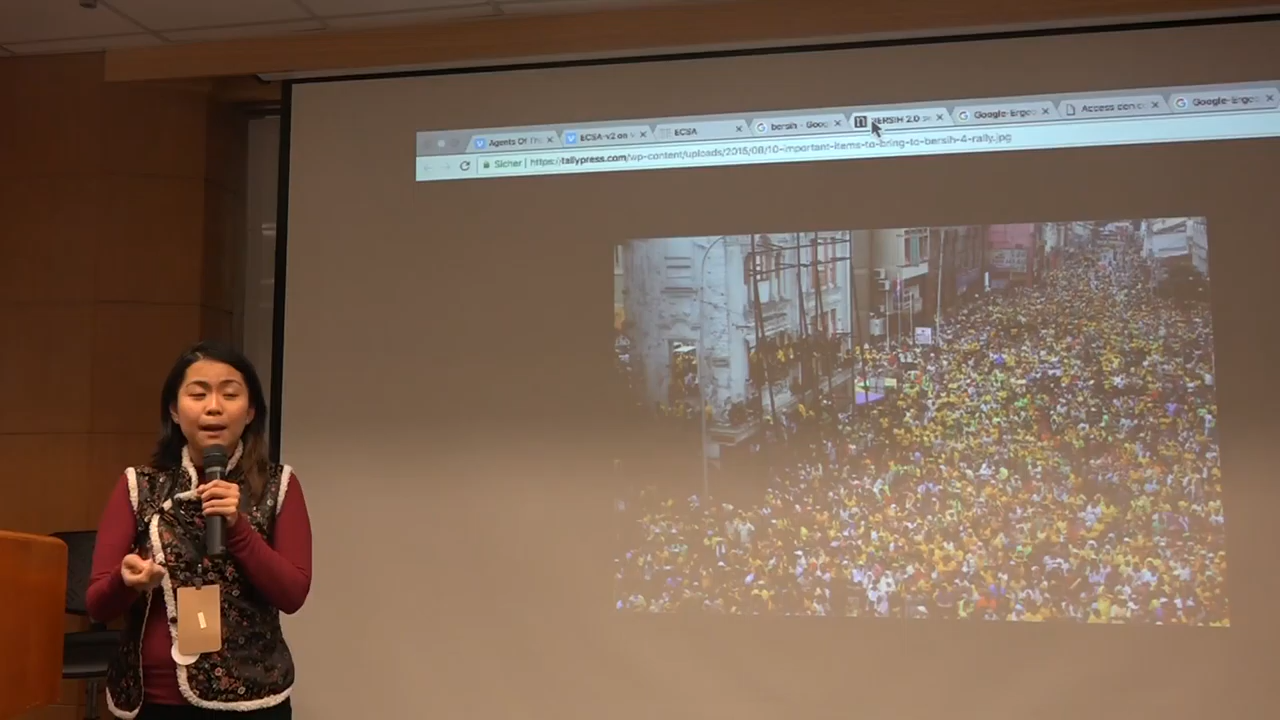 Agents Of
ECSA-v2 on V
ECSA
bersih - Goog
BERSIH 2.0
Google-Ergeb
Access denied
Google-Ergeb
Sicher | https://tallypress.com/wp-content/uploads/2015/08/10-important-items-to-bring-to-bersih-4-rally.jpg